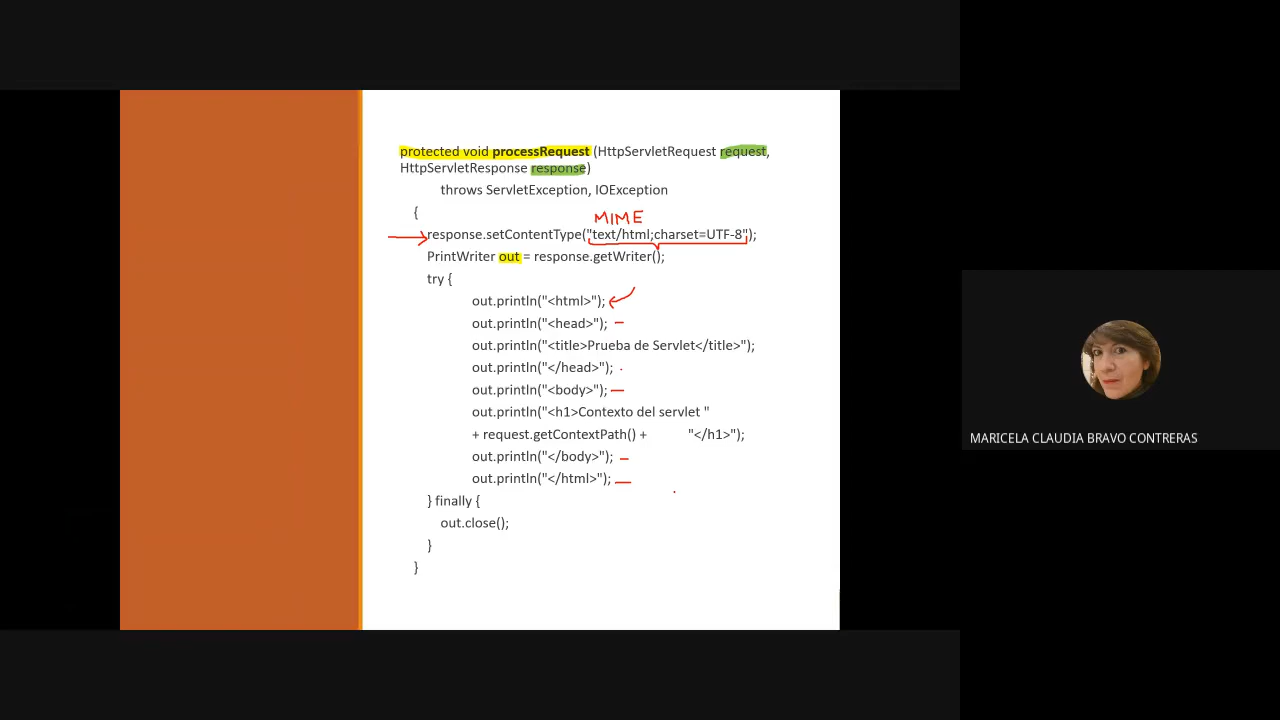 protected void processRequest (HttpServletRequest request,
HttpServletResponse response)
throws ServletException, IOException
{
MIME
response.setContentType("text/html;charset=UTF-8");
PrintWriter out = response.getWriter();
try {
out.println("<html>");
out.println("<head>");
out.println("<title>Prueba de Servlet</title>");
out.println("</head>");
out.println("<body>");
out.println("<h1>Contexto del servlet "
+ request.getContextPath() + "</h1>");
out.println("</body>");
out.println("</html>");
} finally {
out.close();
}
}
MARICELA CLAUDIA BRAVO CONTRERAS